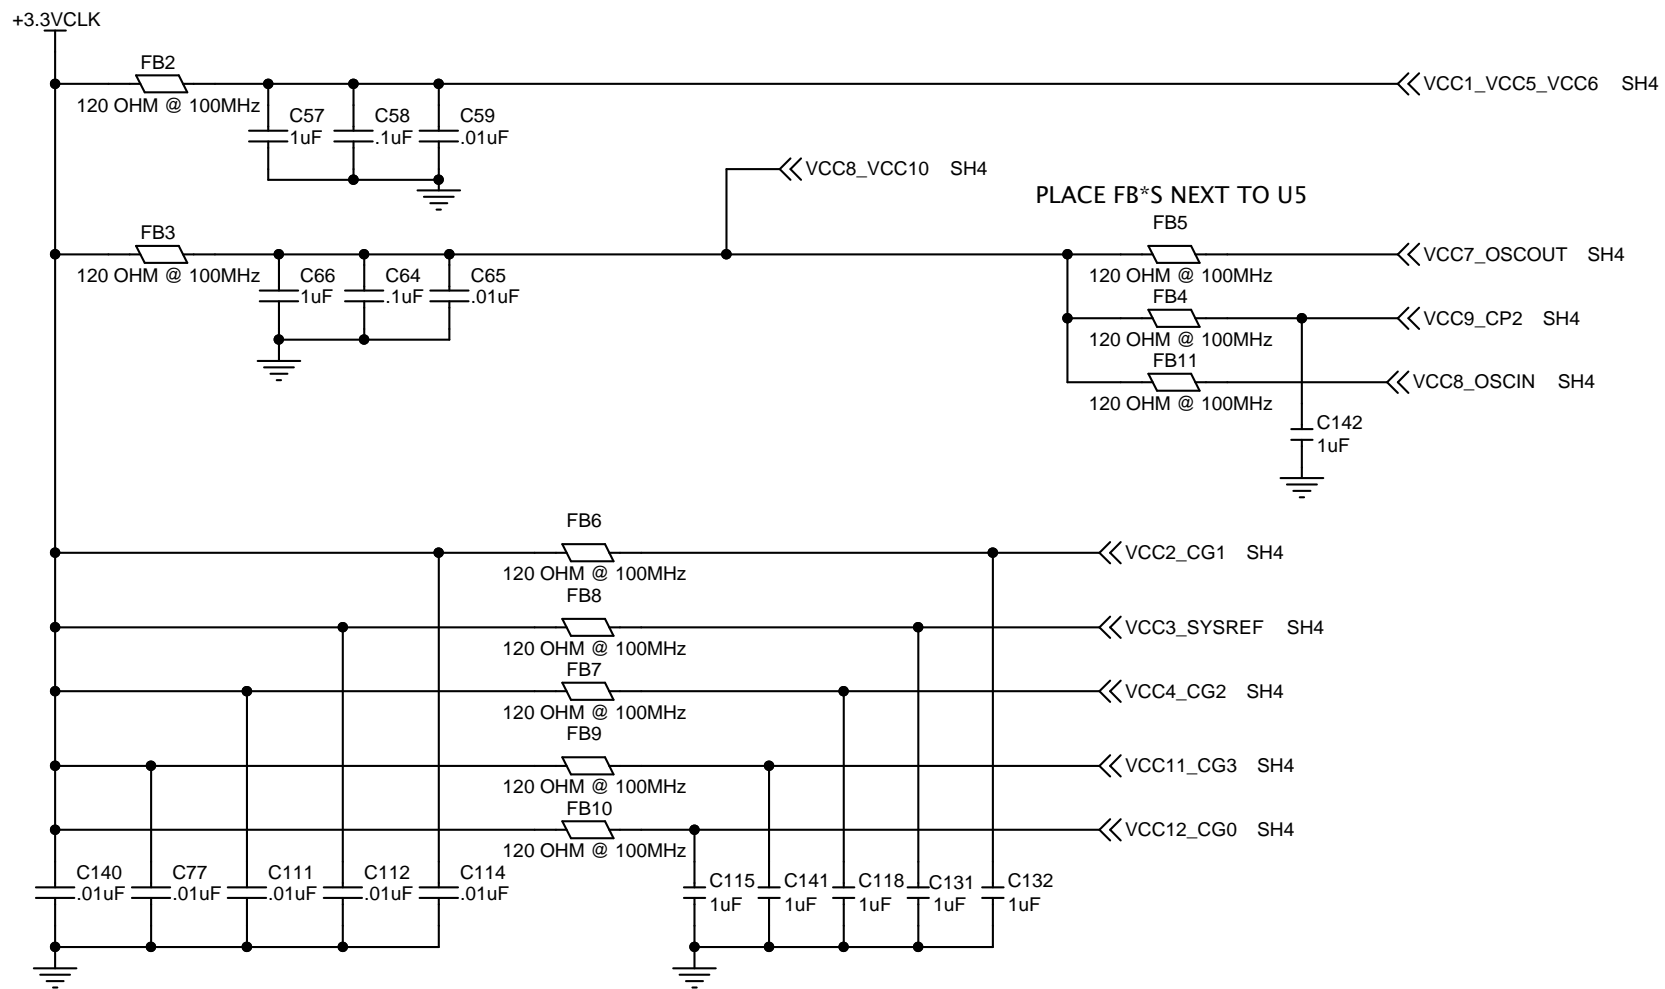 +3.3VCLK
FB2
120 OHM @ 100MHz
VCC1_VCC5_VCC6 SH4
C57
1uF
C58
.1uF
C59
.01uF
VCC8_VCC10 SH4
PLACE FB*S NEXT TO U5
FB3
120 OHM @ 100MHz
C66
1uF
C64
.1uF
C65
.01uF
FB5
120 OHM @ 100MHz
VCC7_OSCOUT SH4
FB4
120 OHM @ 100MHz
VCC9_CP2 SH4
FB11
120 OHM @ 100MHz
VCC8_OSCIN SH4
C142
1uF
FB6
120 OHM @ 100MHz
VCC2_CG1 SH4
FB8
120 OHM @ 100MHz
VCC3_SYSREF SH4
FB7
120 OHM @ 100MHz
VCC4_CG2 SH4
FB9
120 OHM @ 100MHz
VCC11_CG3 SH4
FB10
120 OHM @ 100MHz
VCC12_CG0 SH4
C140
.01uF
C77
.01uF
C111
.01uF
C112
.01uF
C114
.01uF
C115
1uF
C141
1uF
C118
1uF
C131
1uF
C132
1uF